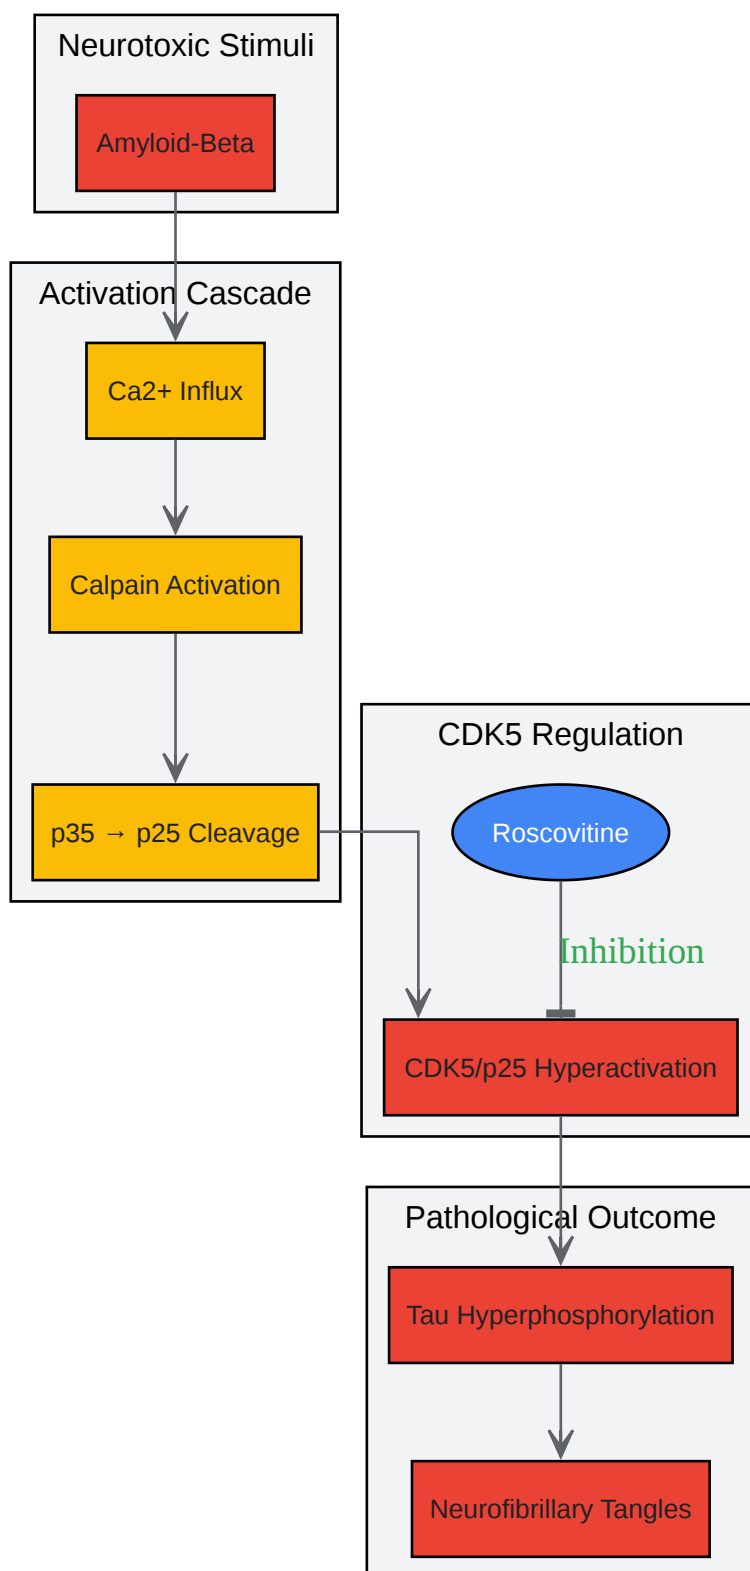 Neurotoxic Stimuli
Amyloid-Beta
Activation Cascade
Ca2+ Influx
Calpain Activation
p35 → p25 Cleavage
CDK5 Regulation
Roscovitine
Inhibition
CDK5/p25 Hyperactivation
Pathological Outcome
Tau Hyperphosphorylation
Neurofibrillary Tangles